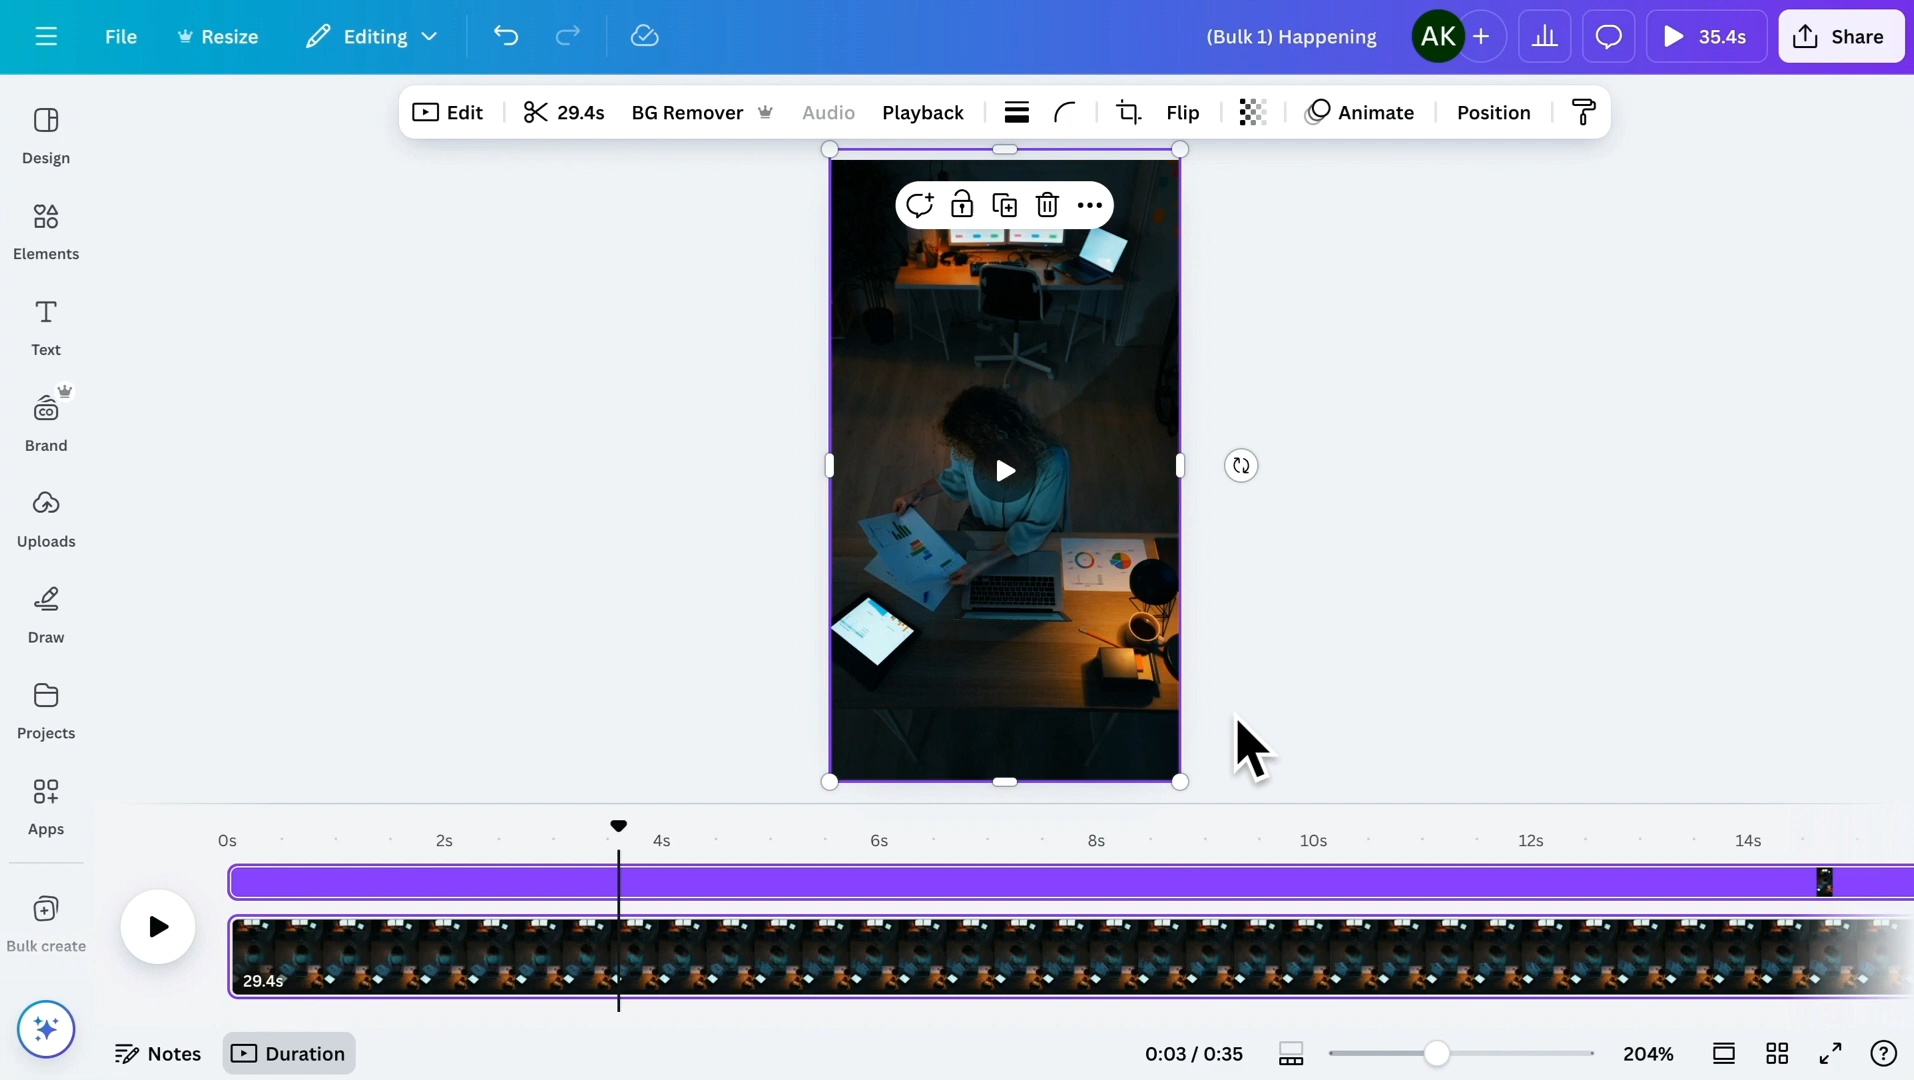 File
Resize
Editing
(Bulk 1) Happening
AK
35.4s
Share
Edit
29.4s
BG Remover
Audio
Playback
Flip
Animate
Position
Design
Elements
Text
CO
Brand
Uploads
Draw
Projects
Apps
Bulk create
0s
2s
4s
6s
8s
10s
12s
14s
29.4s
Notes
Duration
0:03 / 0:35
204%